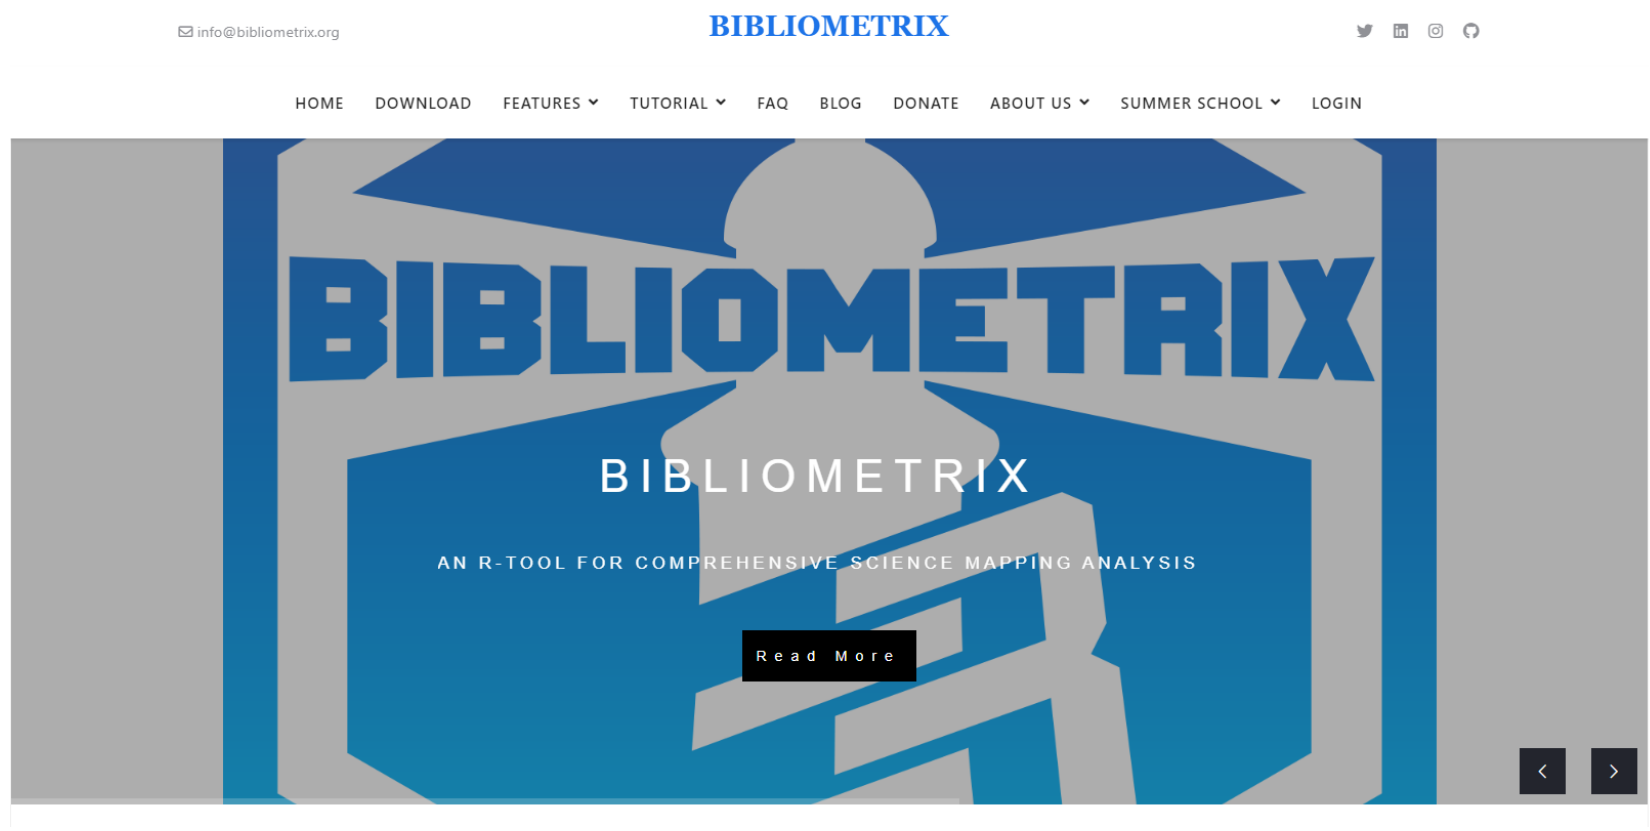 info@bibliometrix.org
BIBLIOMETRIX
HOME DOWNLOAD FEATURES TUTORIAL FAQ BLOG DONATE ABOUT US SUMMER SCHOOL LOGIN
BIBLIOMETRIX
BIBLIOMETRIX
AN R-TOOL FOR COMPREHENSIVE SCIENCE MAPPING ANALYSIS
Read More